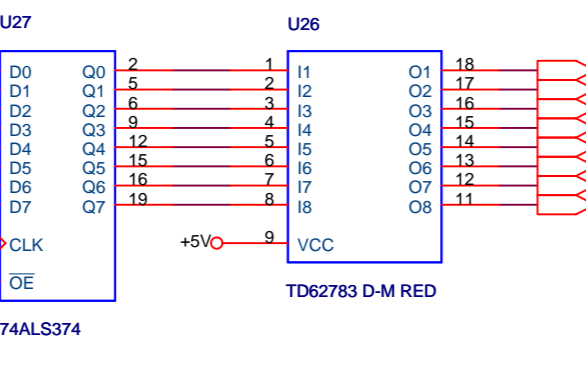 U27 U26
D0 Q0 2 1 I1 O1 18
D1 Q1 5 2 I2 O2 17
D2 Q2 6 3 I3 O3 16
D3 Q3 9 4 I4 O4 15
D4 Q4 12 5 I5 O5 14
D5 Q5 15 6 I6 O6 13
D6 Q6 16 7 I7 O7 12
D7 Q7 19 8 I8 O8 11
CLK +5V 9 VCC
OE
TD62783 D-M RED
74ALS374